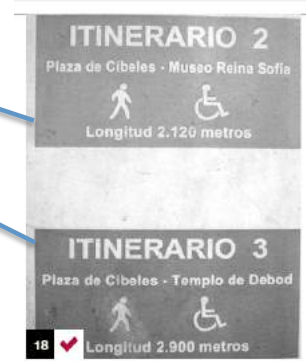 ITINERARIO 2
Plaza de Cibeles - Museo Reina Sofía
Longitud 2.120 metros
ITINERARIO 3
Plaza de Cibeles - Templo de Debod
18
Longitud 2.900 metros